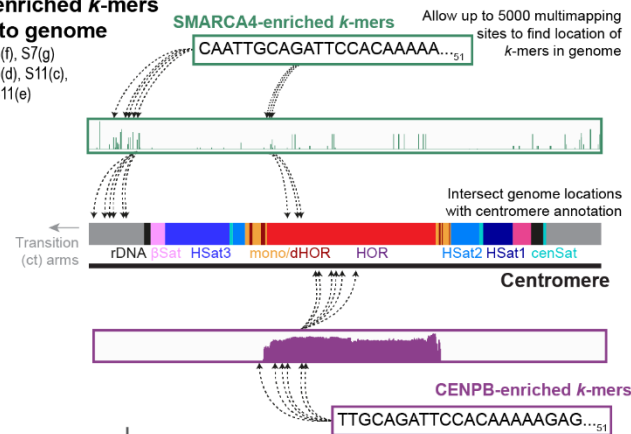 enriched k-mers
to genome
(f), S7(g)
(d), S11(c),
11(e)
SMARCA4-enriched k-mers
CAATTGCAGATTCCACAAAAA...51
Allow up to 5000 multimapping
sites to find location of
k-mers in genome
Intersect genome locations
with centromere annotation
Transition
(ct) arms
rDNA βSat HSat3 mono/dHOR HOR HSat2 HSat1 cenSat
Centromere
CENPB-enriched k-mers
TTGCAGATTCCACAAAAAGAG...51